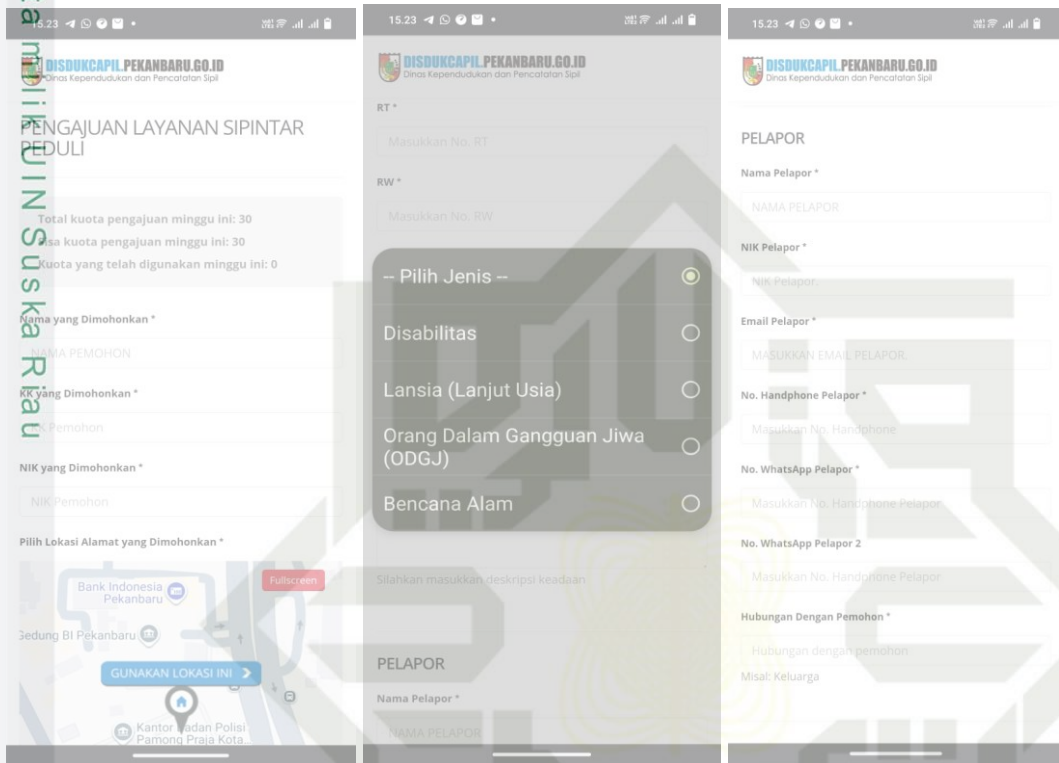 a milik UIN Suska Riau
15.23
DISDUKCAPIL.PEKANBARU.GO.ID
Dinas Kependudukan dan Pencatatan Sipil
PENGAJUAN LAYANAN SIPINTAR
PEDULI
Total kuota pengajuan minggu ini: 30
Sisa kuota pengajuan minggu ini: 30
Kuota yang telah digunakan minggu ini: 0
Nama yang Dimohonkan *
NAMA PEMOHON
KK yang Dimohonkan *
KK Pemohon
NIK yang Dimohonkan *
NIK Pemohon
Pilih Lokasi Alamat yang Dimohonkan *
Bank Indonesia
Pekanbaru
Fullscreen
Gedung BI Pekanbaru
GUNAKAN LOKASI INI
Kantor Badan Polisi
Pamong Praja Kota...
15.23
DISDUKCAPIL.PEKANBARU.GO.ID
Dinas Kependudukan dan Pencatatan Sipil
RT *
Masukkan No. RT
RW *
Masukkan No. RW
-- Pilih Jenis --
Disabilitas
Lansia (Lanjut Usia)
Orang Dalam Gangguan Jiwa
(ODGJ)
Bencana Alam
Silahkan masukkan deskripsi keadaan
PELAPOR
Nama Pelapor *
NAMA PELAPOR
15.23
DISDUKCAPIL.PEKANBARU.GO.ID
Dinas Kependudukan dan Pencatatan Sipil
PELAPOR
Nama Pelapor *
NAMA PELAPOR
NIK Pelapor *
NIK Pelapor.
Email Pelapor *
MASUKKAN EMAIL PELAPOR.
No. Handphone Pelapor *
Masukkan No. Handphone
No. WhatsApp Pelapor *
Masukkan No. Handphone Pelapor.
No. WhatsApp Pelapor 2
Masukkan No. Handphone Pelapor
Hubungan Dengan Pemohon *
Hubungan dengan pemohon
Misal: Keluarga